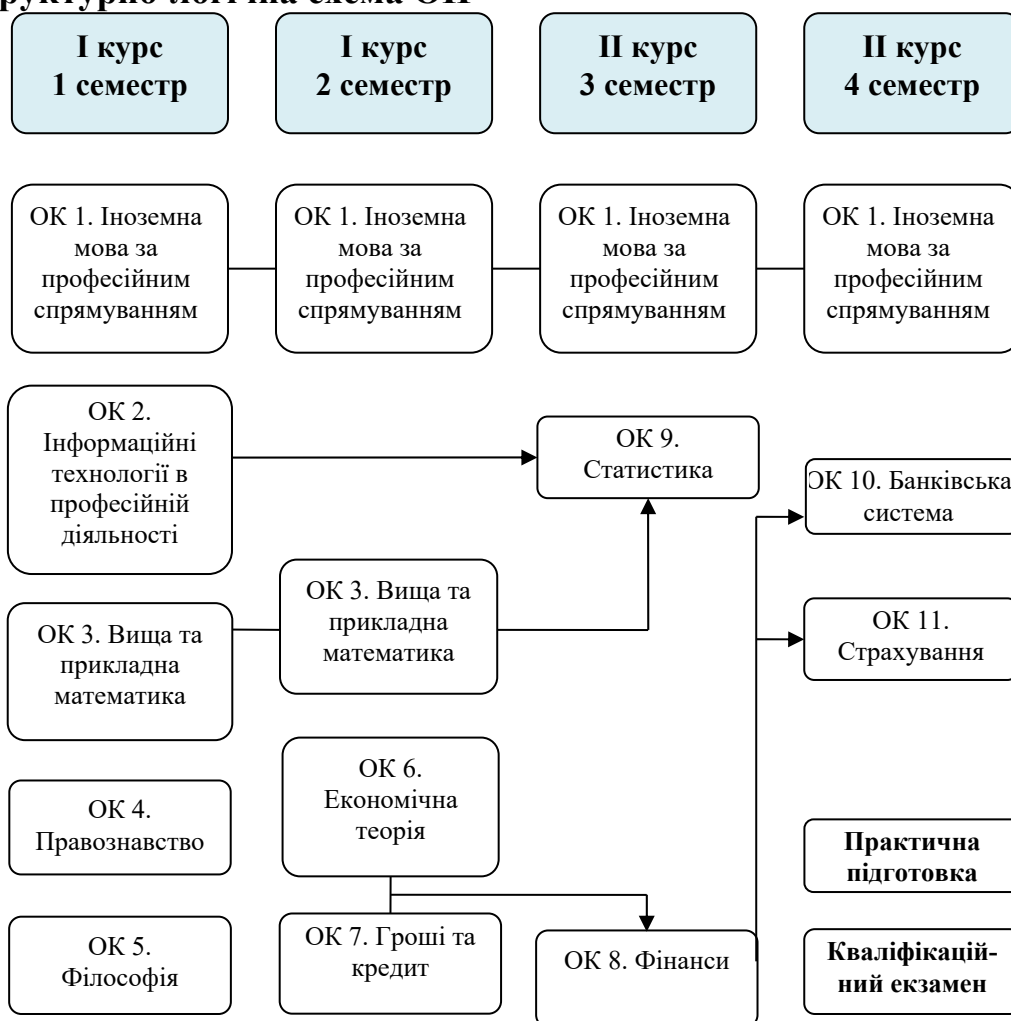 структурно-логічна схема ОП
І курс
1 семестр
І курс
2 семестр
ІІ курс
3 семестр
ІІ курс
4 семестр
ОК 1. Іноземна
мова за
професійним
спрямуванням
ОК 1. Іноземна
мова за
професійним
спрямуванням
ОК 1. Іноземна
мова за
професійним
спрямуванням
ОК 1. Іноземна
мова за
професійним
спрямуванням
ОК 2.
Інформаційні
технології в
професійній
діяльності
ОК 9.
Статистика
ОК 10. Банківська
система
ОК 3. Вища та
прикладна
математика
ОК 3. Вища та
прикладна
математика
ОК 11.
Страхування
ОК 4.
Правознавство
ОК 6.
Економічна
теорія
Практична
підготовка
ОК 5.
Філософія
ОК 7. Гроші та
кредит
ОК 8. Фінанси
Кваліфікацій-
ний екзамен